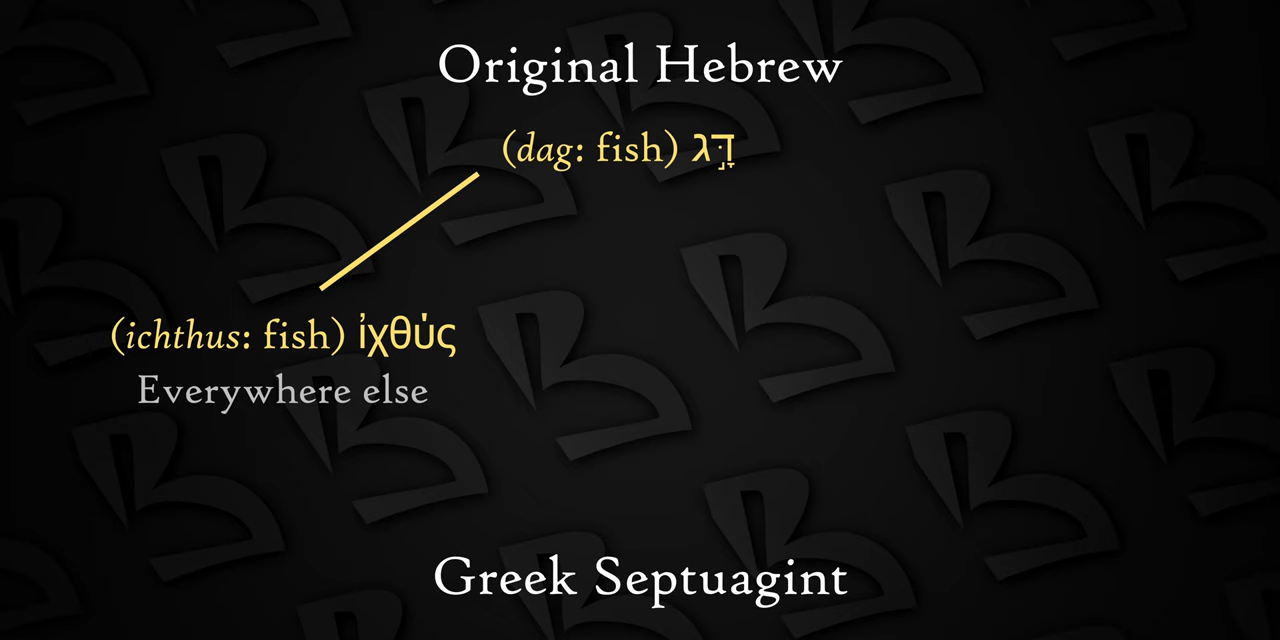 Original Hebrew
(dag: fish) דָּ֣ג
(ichthus: fish) ἰχθύς
Everywhere else
Greek Septuagint